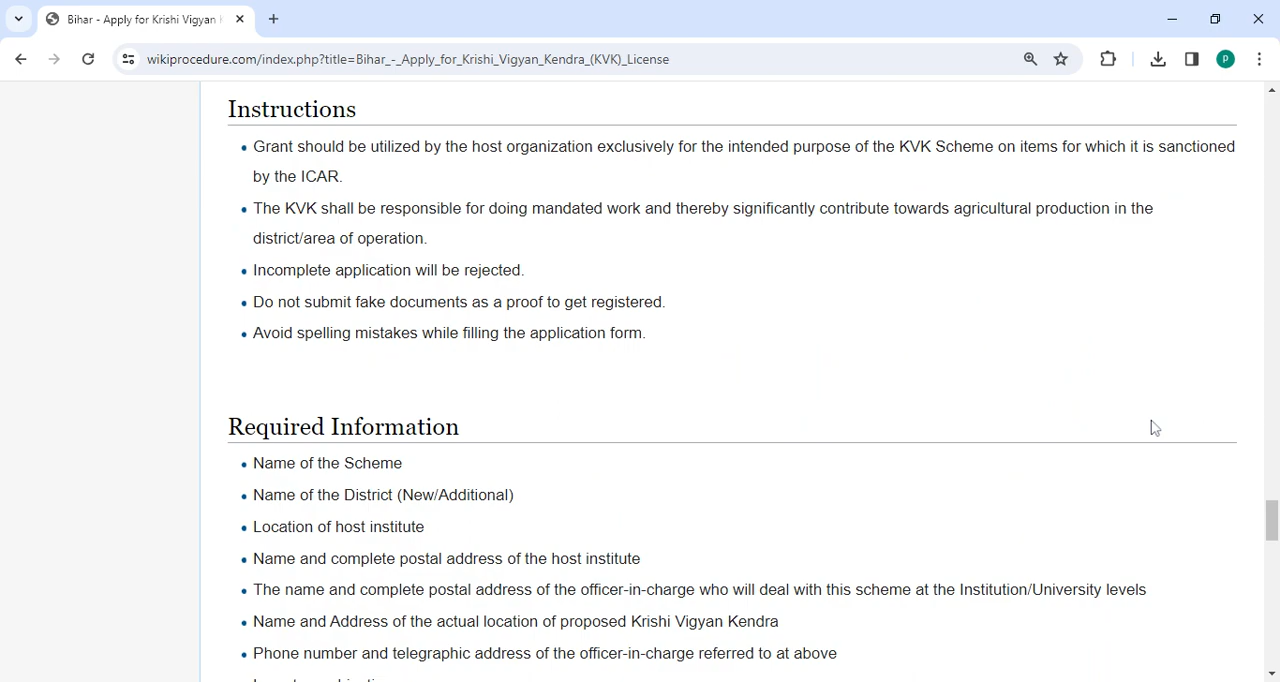 Bihar - Apply for Krishi Vigyan
wikiprocedure.com/index.php?title=Bihar_-_Apply_for_Krishi_Vigyan_Kendra_(KVK)_License
P
Instructions
Grant should be utilized by the host organization exclusively for the intended purpose of the KVK Scheme on items for which it is sanctioned
by the ICAR.
The KVK shall be responsible for doing mandated work and thereby significantly contribute towards agricultural production in the
district/area of operation.
Incomplete application will be rejected.
Do not submit fake documents as a proof to get registered.
Avoid spelling mistakes while filling the application form.
Required Information
Name of the Scheme
Name of the District (New/Additional)
Location of host institute
Name and complete postal address of the host institute
The name and complete postal address of the officer-in-charge who will deal with this scheme at the Institution/University levels
Name and Address of the actual location of proposed Krishi Vigyan Kendra
Phone number and telegraphic address of the officer-in-charge referred to at above